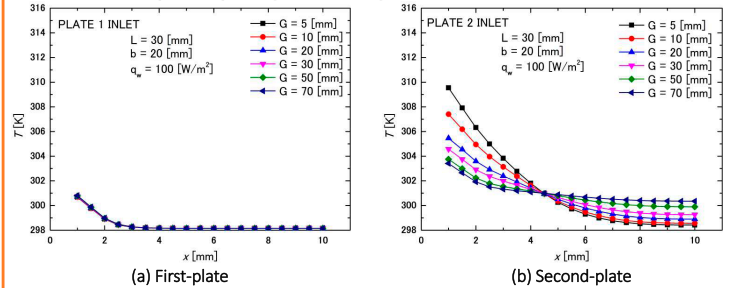 316
314
312
310
308
306
304
302
300
298
T [K]
PLATE 1 INLET
L = 30 [mm]
b = 20 [mm]
q_w = 100 [W/m²]
G = 5 [mm]
G = 10 [mm]
G = 20 [mm]
G = 30 [mm]
G = 50 [mm]
G = 70 [mm]
0 2 4 6 8 10
x [mm]
(a) First-plate
316
314
312
310
308
306
304
302
300
298
T [K]
PLATE 2 INLET
L = 30 [mm]
b = 20 [mm]
q_w = 100 [W/m²]
G = 5 [mm]
G = 10 [mm]
G = 20 [mm]
G = 30 [mm]
G = 50 [mm]
G = 70 [mm]
0 2 4 6 8 10
x [mm]
(b) Second-plate